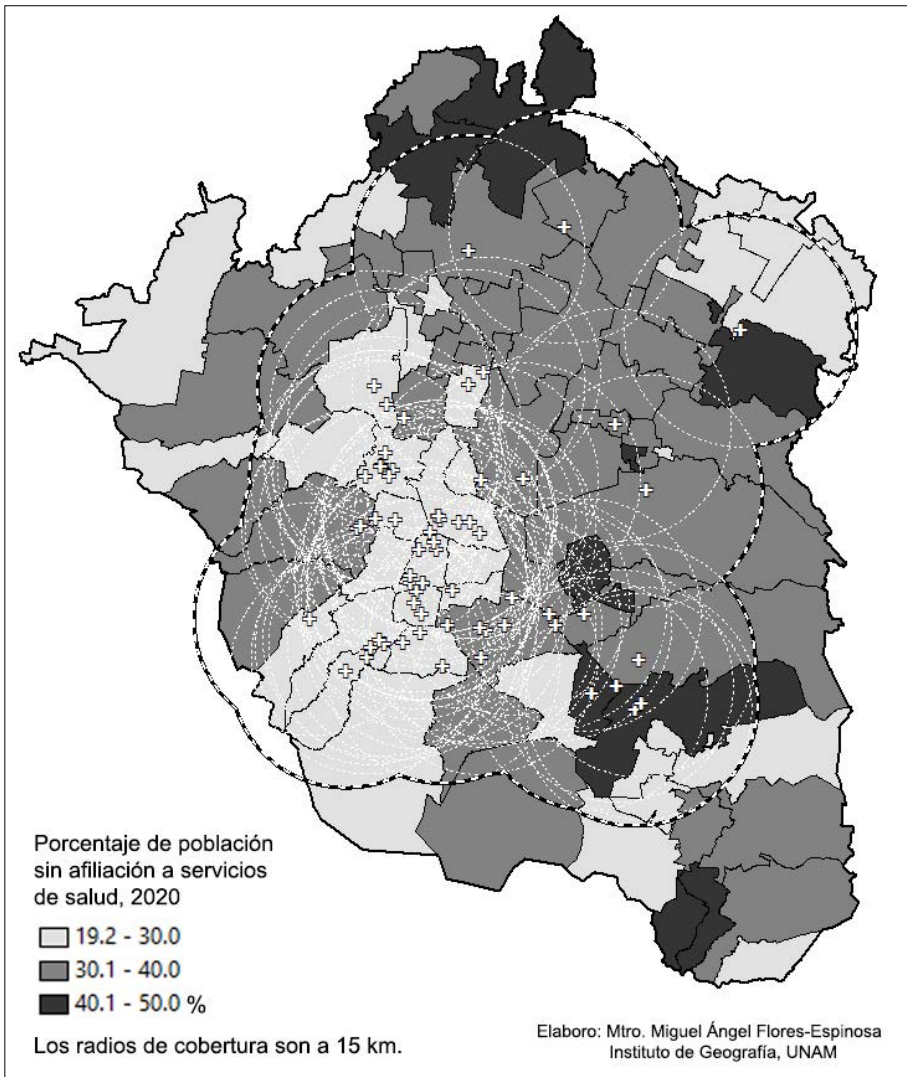 Porcentaje de población
sin afiliación a servicios
de salud, 2020
19.2 - 30.0
30.1 - 40.0
40.1 - 50.0 %
Los radios de cobertura son a 15 km.
Elaboro: Mtro. Miguel Ángel Flores-Espinosa
Instituto de Geografía, UNAM